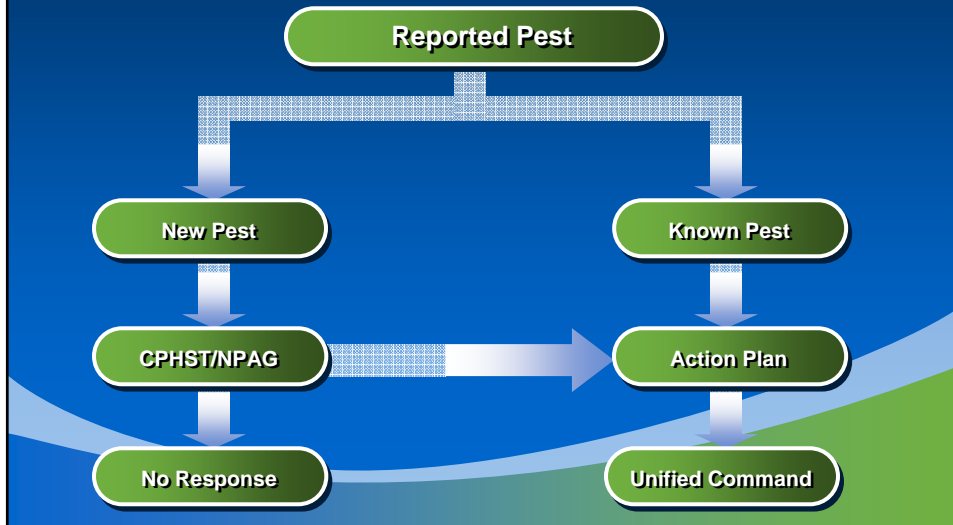 Reported Pest
New Pest
Known Pest
CPHST/NPAG
Action Plan
No Response
Unified Command